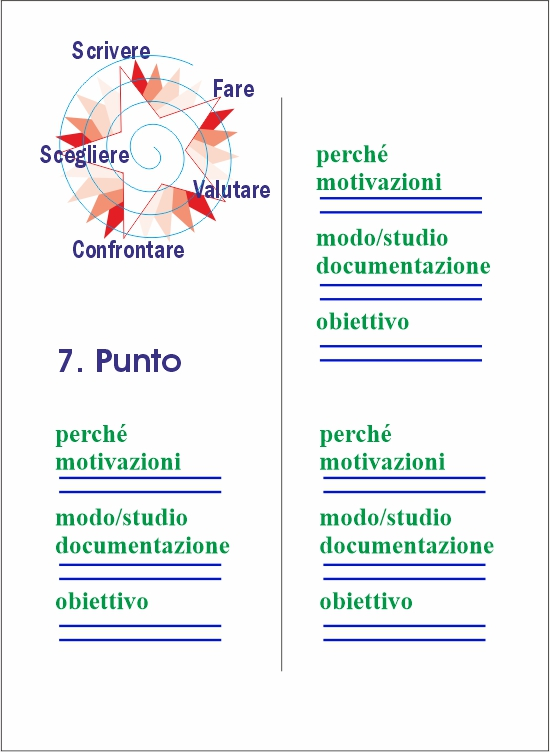 Scrivere
Fare
Scegliere
Valutare
Confrontare
7. Punto
perché
motivazioni
modo/studio
documentazione
obiettivo
perché
motivazioni
modo/studio
documentazione
obiettivo
perché
motivazioni
modo/studio
documentazione
obiettivo